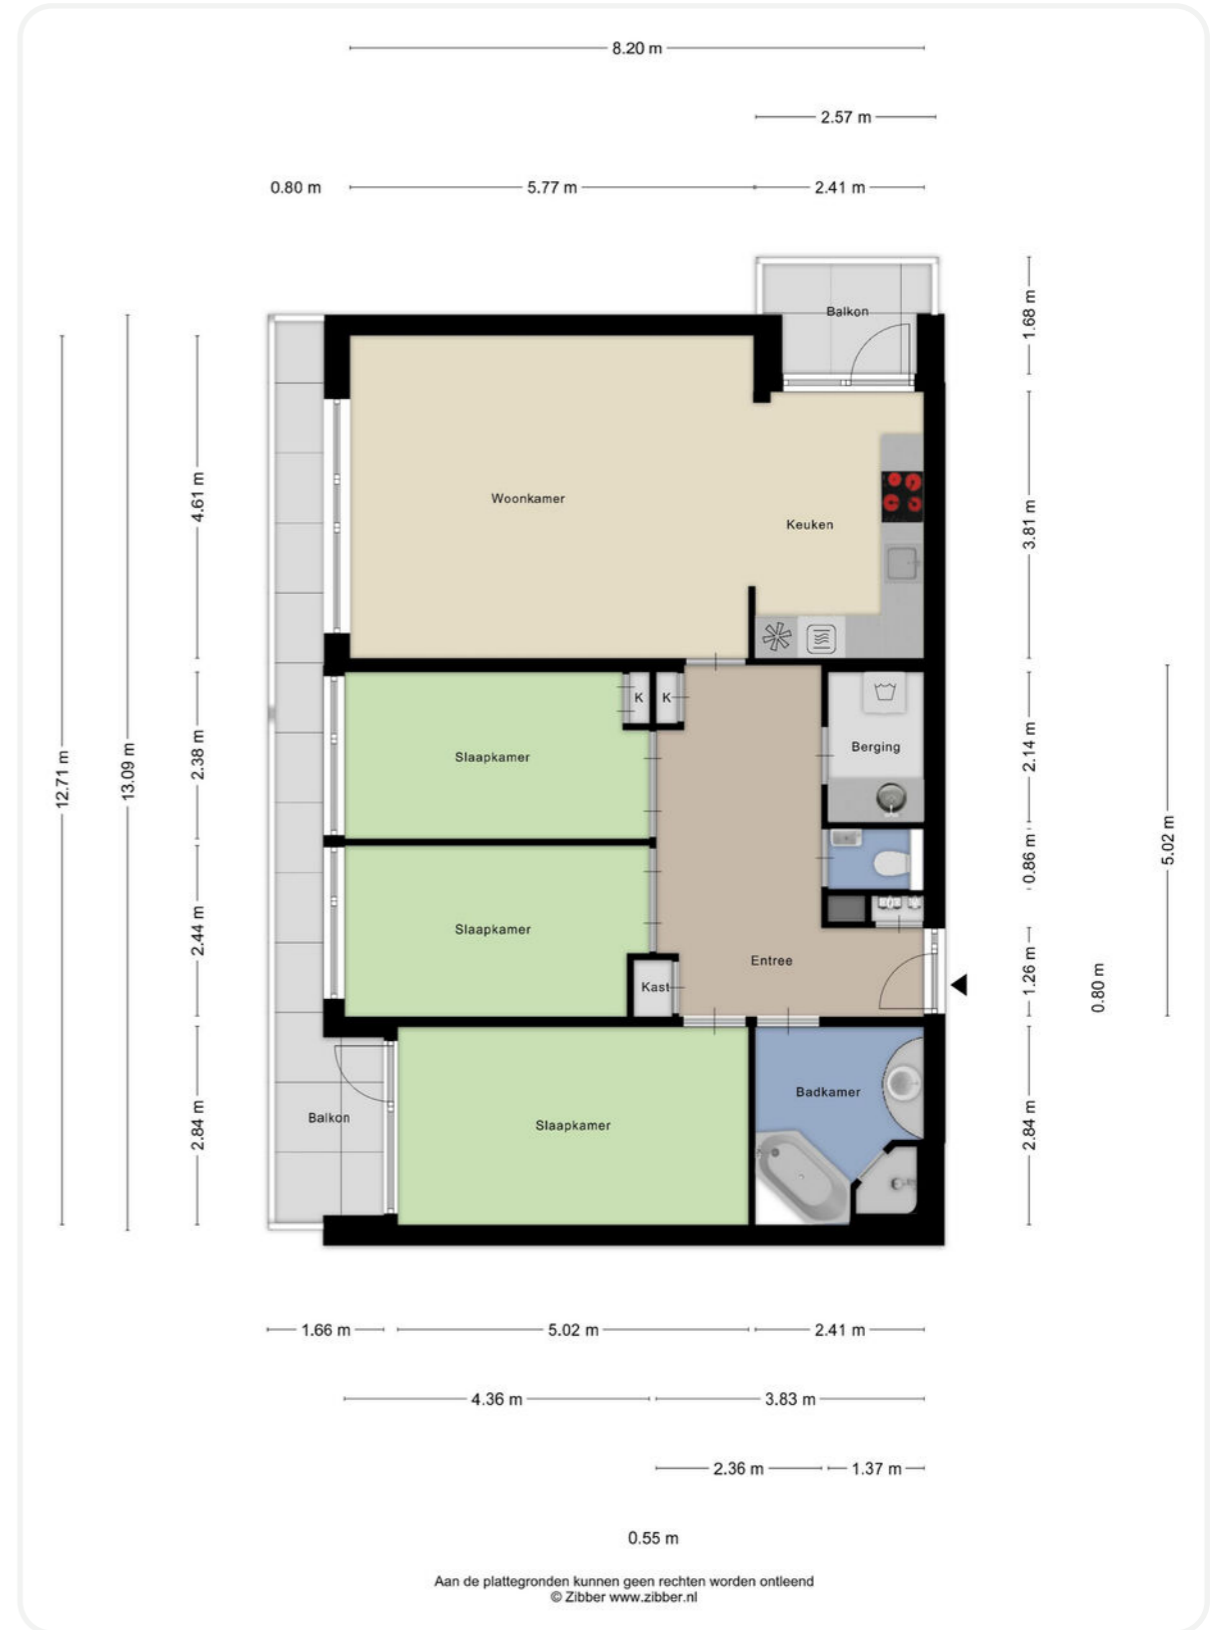 8.20 m
2.57 m
0.80 m
5.77 m
2.41 m
Balkon
1.68 m
4.61 m
Woonkamer
Keuken
3.81 m
12.71 m
13.09 m
2.38 m
K
K
Slaapkamer
Berging
2.14 m
5.02 m
0.86 m
2.44 m
Slaapkamer
Entree
Kast
1.26 m
0.80 m
2.84 m
Balkon
Slaapkamer
Badkamer
2.84 m
1.66 m
5.02 m
2.41 m
4.36 m
3.83 m
2.36 m
1.37 m
0.55 m
Aan de plattegronden kunnen geen rechten worden ontleend
© Zibber www.zibber.nl